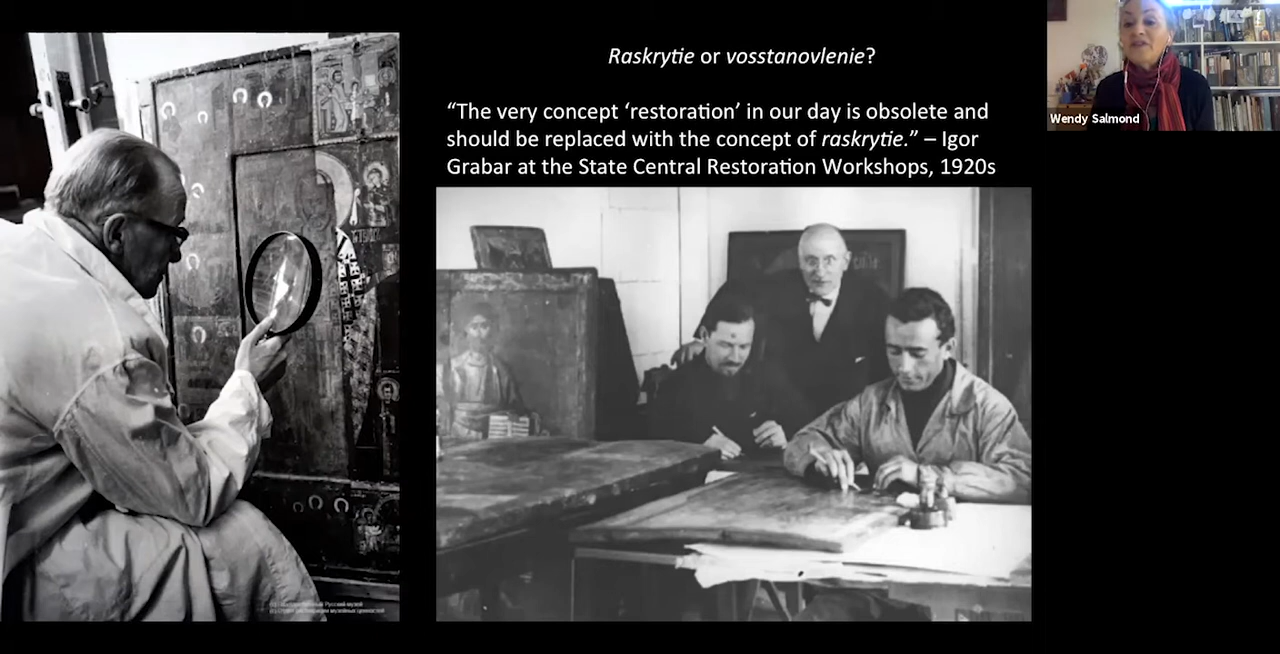 Raskrytie or vosstanovlenie?
“The very concept ‘restoration’ in our day is obsolete and
should be replaced with the concept of raskrytie.” – Igor
Grabar at the State Central Restoration Workshops, 1920s
Wendy Salmond